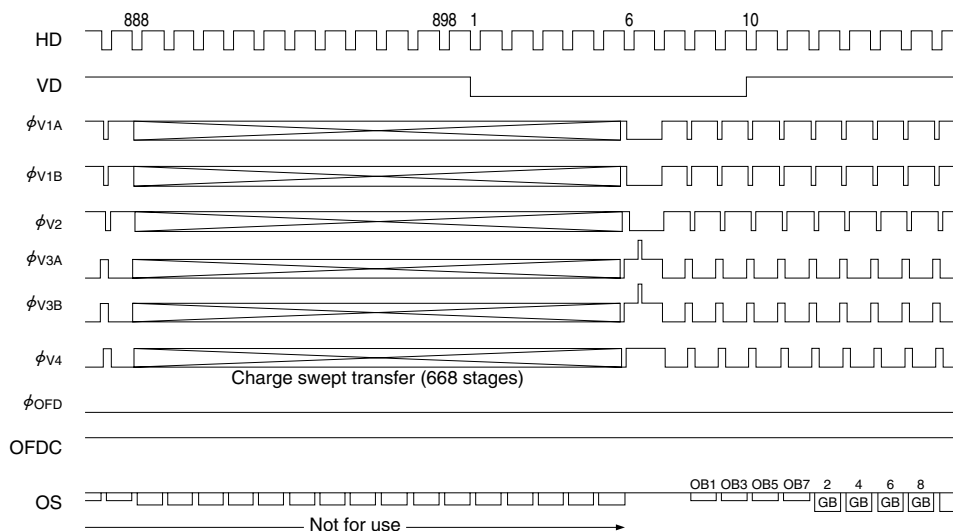 888 898 1 6 10
HD
VD
ϕV1A
ϕV1B
ϕV2
ϕV3A
ϕV3B
ϕV4
Charge swept transfer (668 stages)
ϕOFD
OFDC
OB1 OB3 OB5 OB7 2 4 6 8
OS GB GB GB GB
Not for use